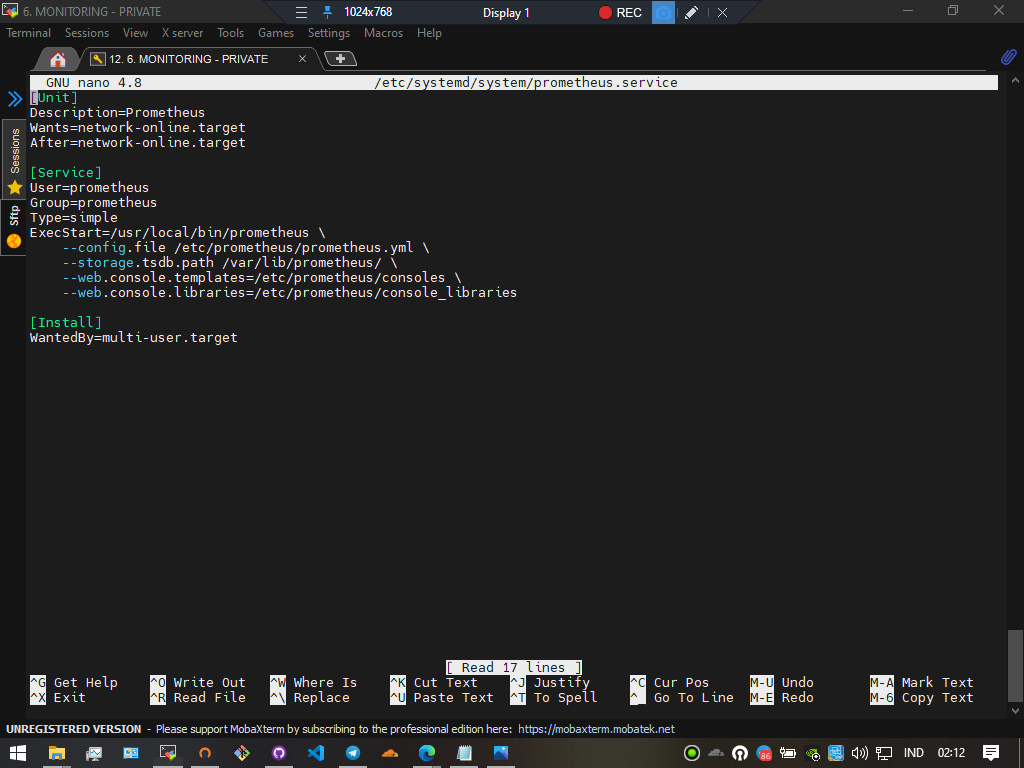 6. MONITORING - PRIVATE
1024x768
Display 1
REC
Terminal Sessions View X server Tools Games Settings Macros Help
12. 6. MONITORING - PRIVATE
GNU nano 4.8 /etc/systemd/system/prometheus.service
[Unit]
Description=Prometheus
Wants=network-online.target
After=network-online.target
[Service]
User=prometheus
Group=prometheus
Type=simple
ExecStart=/usr/local/bin/prometheus \
--config.file /etc/prometheus/prometheus.yml \
--storage.tsdb.path /var/lib/prometheus/ \
--web.console.templates=/etc/prometheus/consoles \
--web.console.libraries=/etc/prometheus/console_libraries
[Install]
WantedBy=multi-user.target
Sessions
Sftp
[ Read 17 lines ]
^G Get Help ^O Write Out ^W Where Is ^K Cut Text ^J Justify ^C Cur Pos M-U Undo M-A Mark Text
^X Exit ^R Read File ^\ Replace ^U Paste Text ^T To Spell ^_ Go To Line M-E Redo M-6 Copy Text
UNREGISTERED VERSION - Please support MobaXterm by subscribing to the professional edition here: https://mobaxterm.mobatek.net
86
IND
02:12